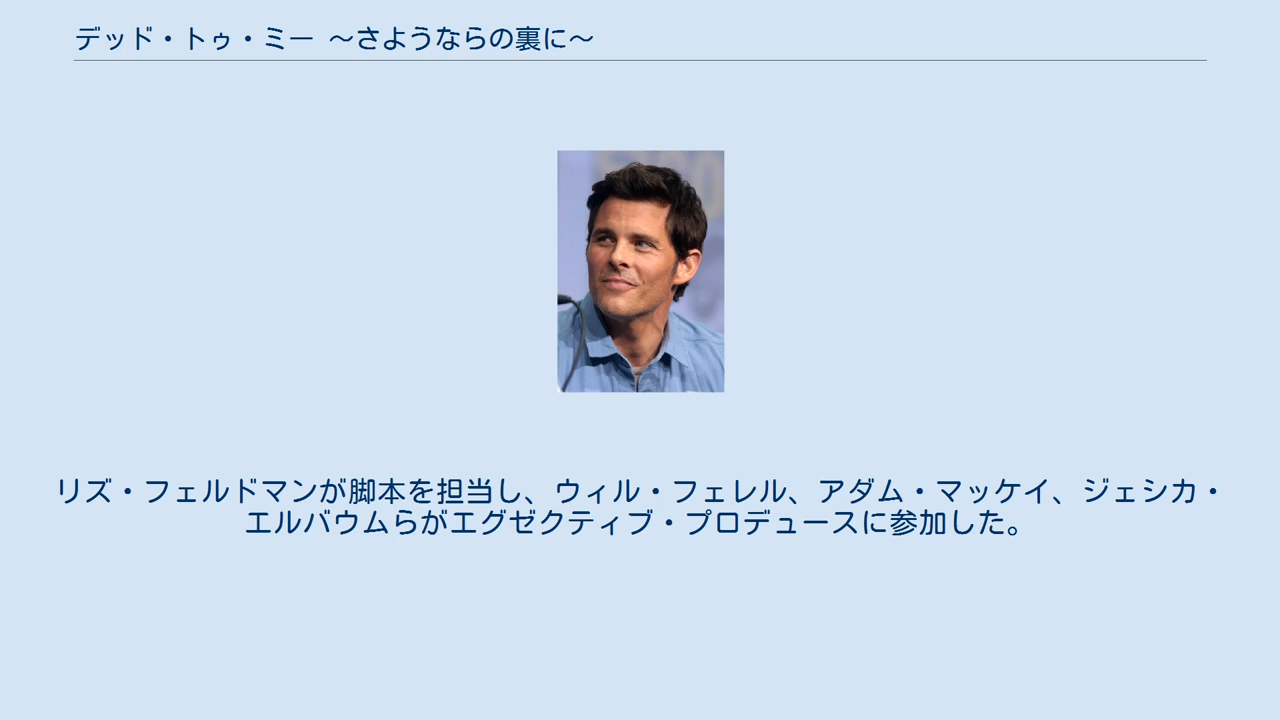 デッド・トゥ・ミー ～さようならの裏に～
リズ・フェルドマンが脚本を担当し、ウィル・フェレル、アダム・マッケイ、ジェシカ・
エルバウムらがエグゼクティブ・プロデュースに参加した。